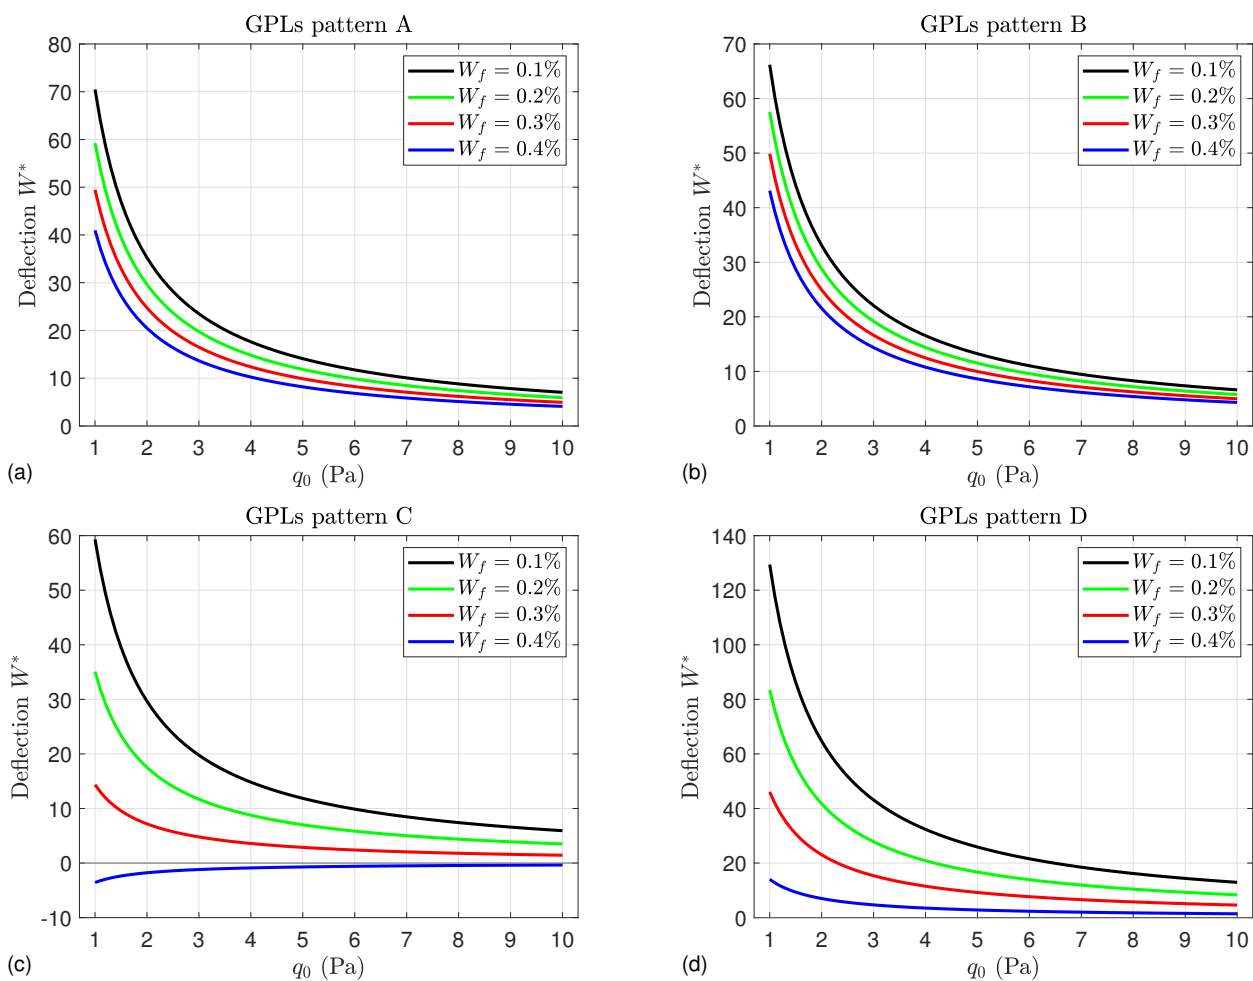 GPLs pattern A
80
70
60
50
40
30
20
10
0
Deflection W*
W_f = 0.1%
W_f = 0.2%
W_f = 0.3%
W_f = 0.4%
1 2 3 4 5 6 7 8 9 10
q_0 (Pa)
(a)
GPLs pattern B
70
60
50
40
30
20
10
0
Deflection W*
W_f = 0.1%
W_f = 0.2%
W_f = 0.3%
W_f = 0.4%
1 2 3 4 5 6 7 8 9 10
q_0 (Pa)
(b)
GPLs pattern C
60
50
40
30
20
10
0
-10
Deflection W*
W_f = 0.1%
W_f = 0.2%
W_f = 0.3%
W_f = 0.4%
1 2 3 4 5 6 7 8 9 10
q_0 (Pa)
(c)
GPLs pattern D
140
120
100
80
60
40
20
0
Deflection W*
W_f = 0.1%
W_f = 0.2%
W_f = 0.3%
W_f = 0.4%
1 2 3 4 5 6 7 8 9 10
q_0 (Pa)
(d)